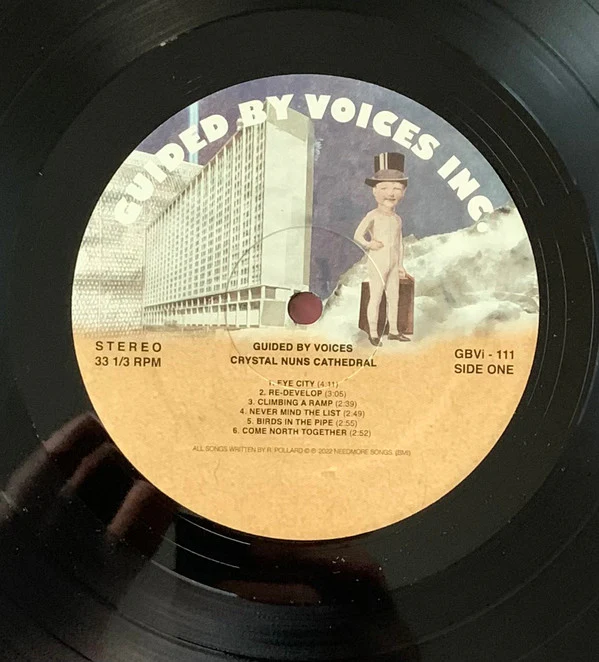 GUIDED BY VOICES INC.
STEREO
33 1/3 RPM
GUIDED BY VOICES
CRYSTAL NUNS CATHEDRAL
GBVi - 111
SIDE ONE
1. EYE CITY (4:11)
2. RE-DEVELOP (3:05)
3. CLIMBING A RAMP (2:39)
4. NEVER MIND THE LIST (2:49)
5. BIRDS IN THE PIPE (2:55)
6. COME NORTH TOGETHER (2:52)
ALL SONGS WRITTEN BY R. POLLARD © ℗ 2022 NEEDMORE SONGS. (BMI)